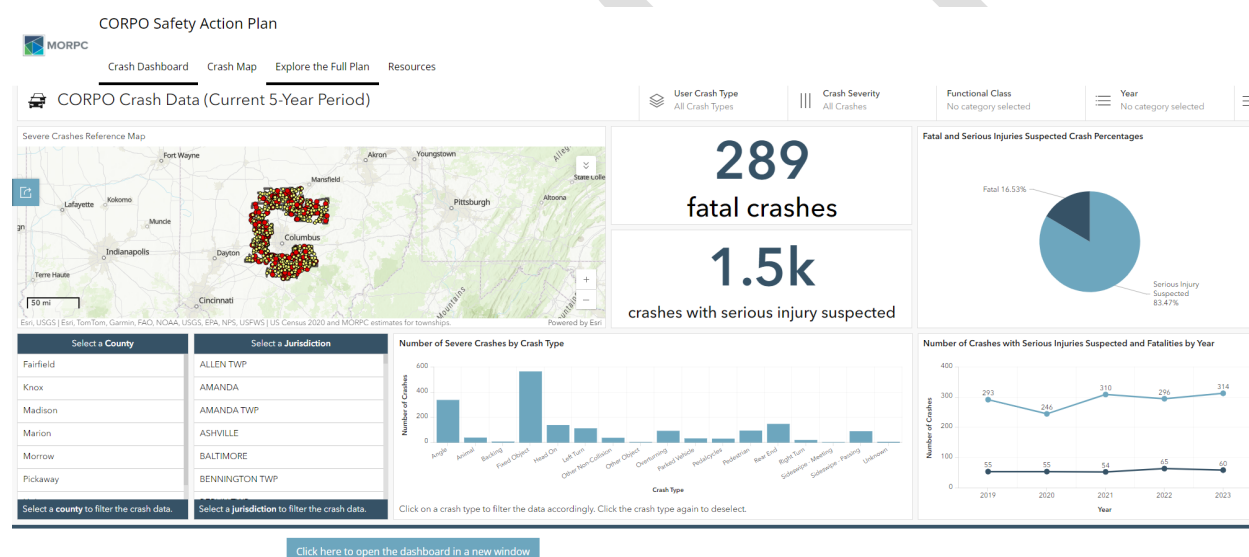 CORPO Safety Action Plan
MORPC
Crash Dashboard Crash Map Explore the Full Plan Resources
CORPO Crash Data (Current 5-Year Period)
User Crash Type
All Crash Types
Crash Severity
All Crashes
Functional Class
No category selected
Year
No category selected
Severe Crashes Reference Map
Fort Wayne
Akron
Youngstown
Mansfield
State Colle
Lafayette
Kokomo
Pittsburgh
Altoona
Muncie
Columbus
Indianapolis
Dayton
Terre Haute
Cincinnati
Mountains
50 mi
Esri, USGS | Esri, TomTom, Garmin, FAO, NOAA, USGS, EPA, NPS, USFWS | US Census 2020 and MORPC estimates for townships.
Powered by Esri
289
fatal crashes
1.5k
crashes with serious injury suspected
Fatal and Serious Injuries Suspected Crash Percentages
Fatal 16.53%
Serious Injury
Suspected
83.47%
Select a County
Fairfield
Knox
Madison
Marion
Morrow
Pickaway
Select a county to filter the crash data.
Select a Jurisdiction
ALLEN TWP
AMANDA
AMANDA TWP
ASHVILLE
BALTIMORE
BENNINGTON TWP
Select a jurisdiction to filter the crash data.
Number of Severe Crashes by Crash Type
Number of Crashes
600
400
200
0
Angle
Animal
Backing
Fixed Object
Head On
Left Turn
Other Non-Collision
Other Object
Overturning
Parked Vehicle
Pedalcycles
Pedestrian
Rear End
Right Turn
Sideswipe - Meeting
Sideswipe - Passing
Unknown
Crash Type
Click on a crash type to filter the data accordingly. Click the crash type again to deselect.
Number of Crashes with Serious Injuries Suspected and Fatalities by Year
Number of Crashes
400
300
200
100
0
293
246
310
296
314
55
55
54
65
60
2019
2020
2021
2022
2023
Year
Click here to open the dashboard in a new window